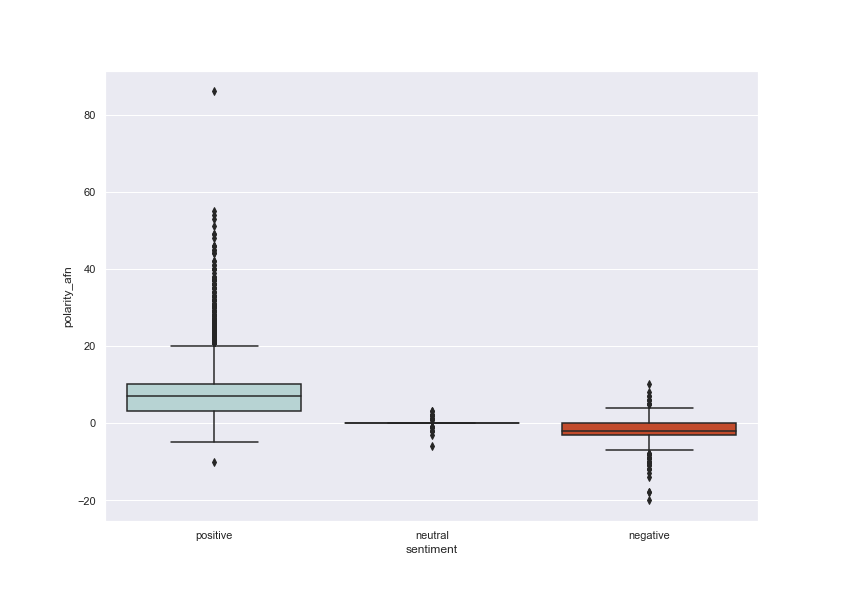 80
60
40
20
0
−20
polarity_afn
positive
neutral
negative
sentiment